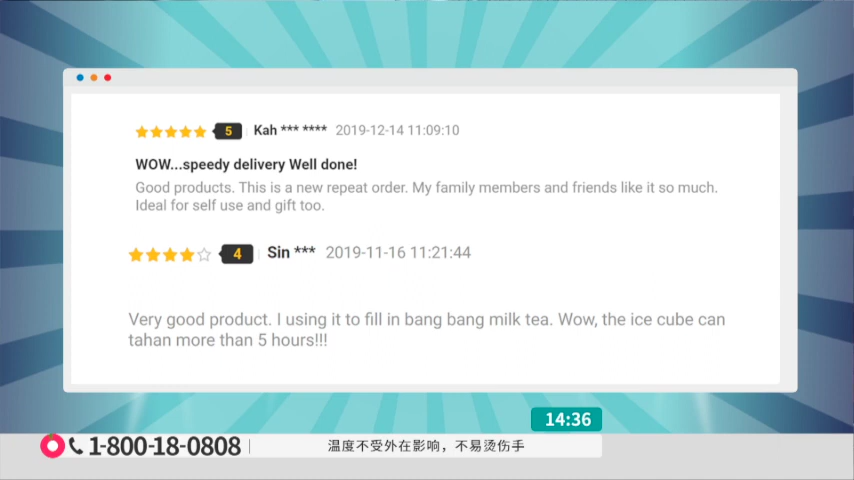 5 Kah *** **** 2019-12-14 11:09:10
WOW...speedy delivery Well done!
Good products. This is a new repeat order. My family members and friends like it so much.
Ideal for self use and gift too.
4 Sin *** 2019-11-16 11:21:44
Very good product. I using it to fill in bang bang milk tea. Wow, the ice cube can
tahan more than 5 hours!!!
14:36
1-800-18-0808
温度不受外在影响，不易烫伤手